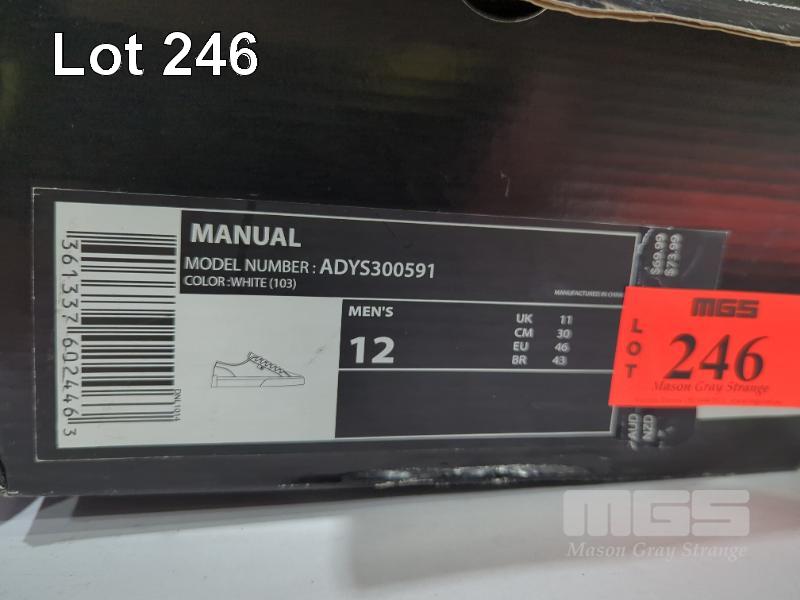 Lot 246
MANUAL
MODEL NUMBER : ADYS300591
COLOR :WHITE (103)
MANUFACTURED IN CHINA
MEN'S
12
UK 11
CM 30
EU 46
BR 43
3613376024463
DNL1014
$69.99
$73.99
AUD
NZD
MGS
LOT
246
Mason Gray Strange
MGS
Mason Gray Strange